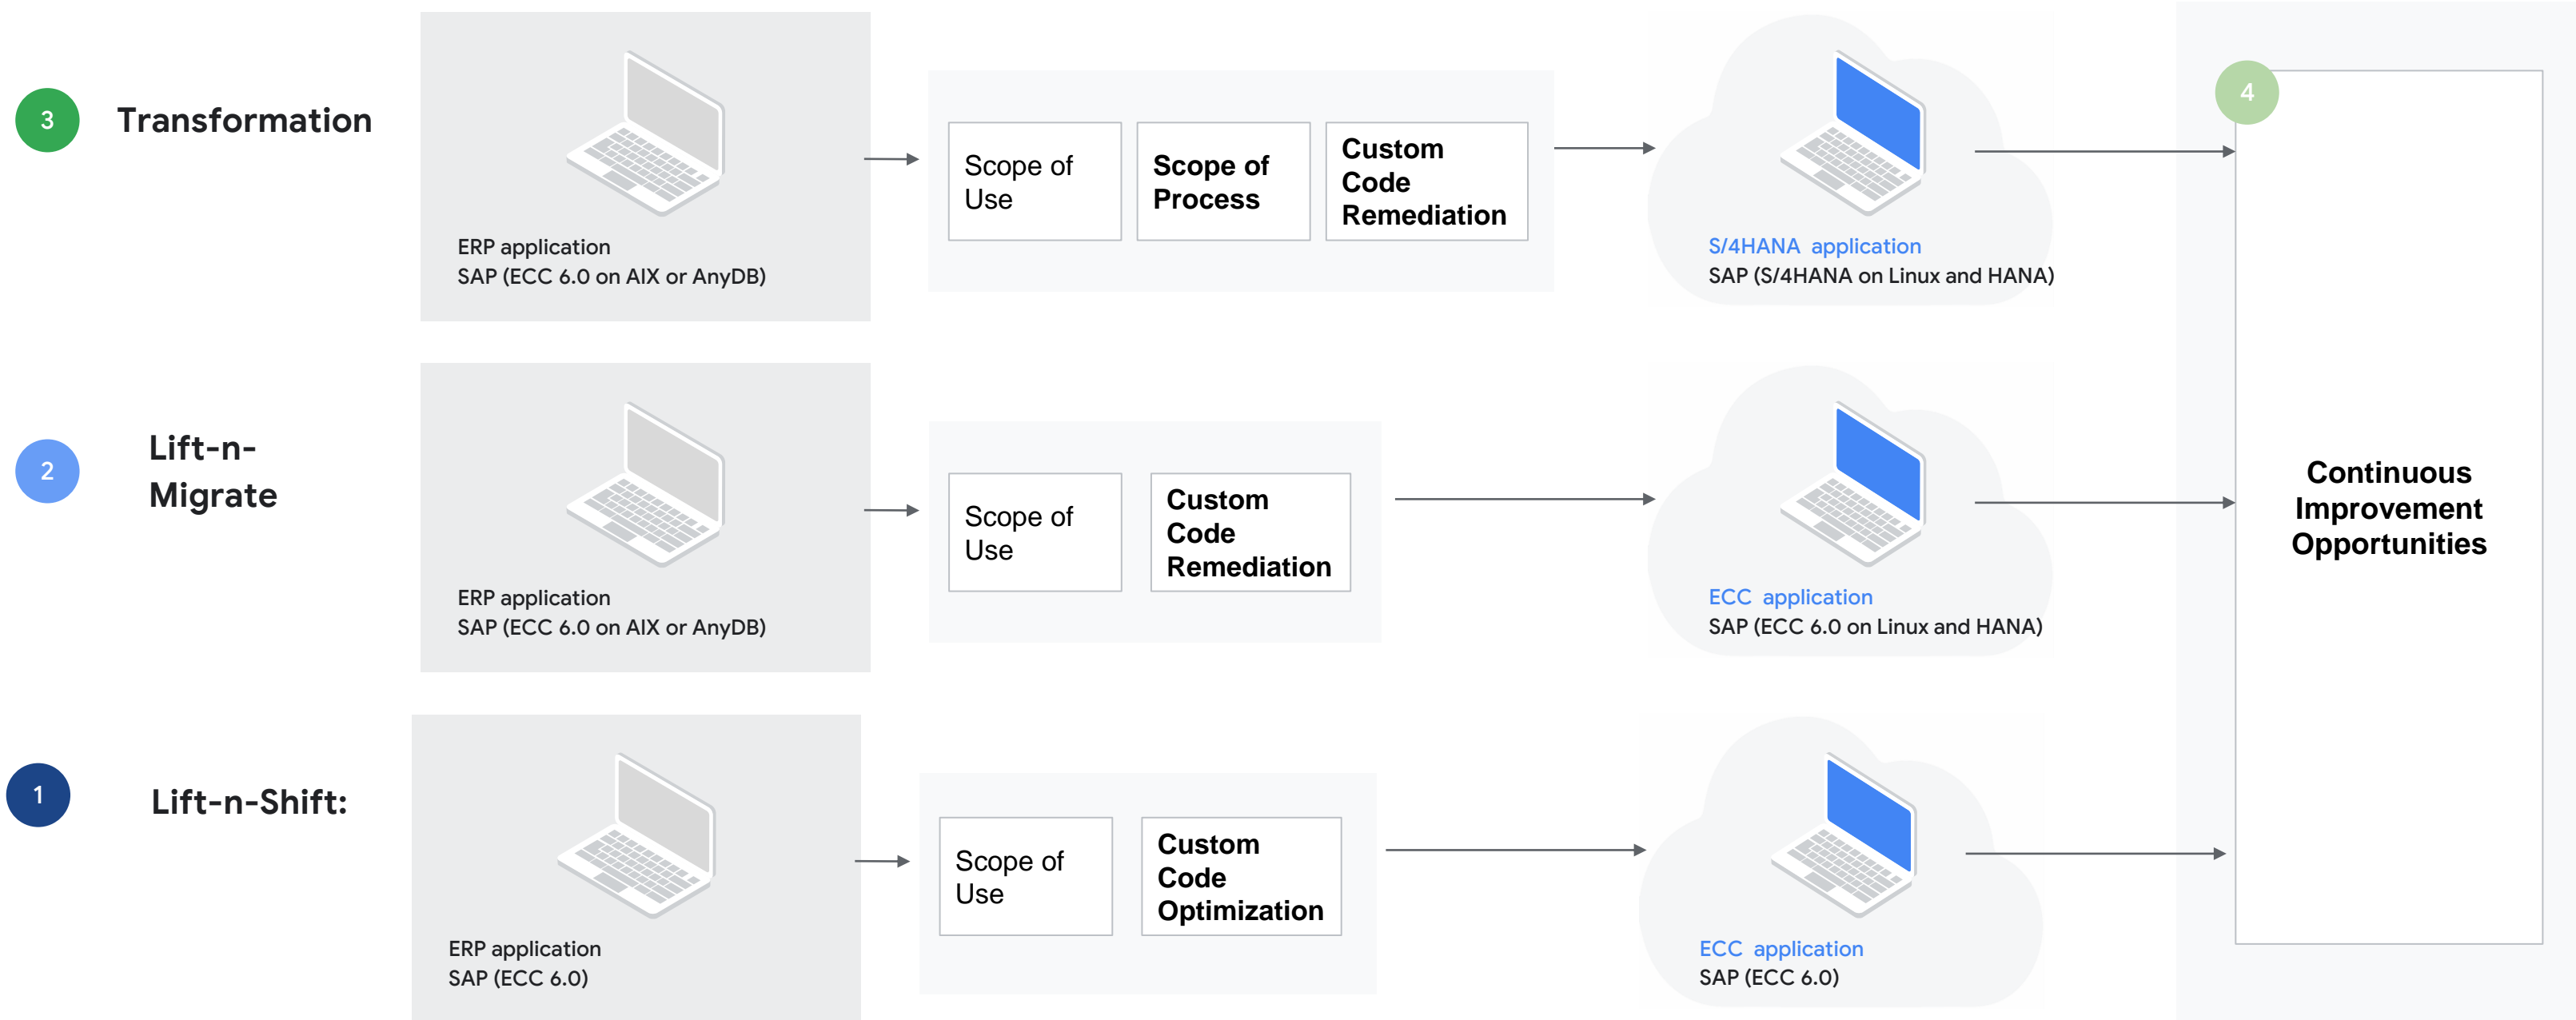 3
Transformation
ERP application
SAP (ECC 6.0 on AIX or AnyDB)
Scope of
Use
Scope of
Process
Custom
Code
Remediation
S/4HANA application
SAP (S/4HANA on Linux and HANA)
4
Continuous
Improvement
Opportunities
2
Lift-n-
Migrate
ERP application
SAP (ECC 6.0 on AIX or AnyDB)
Scope of
Use
Custom
Code
Remediation
ECC application
SAP (ECC 6.0 on Linux and HANA)
1
Lift-n-Shift:
ERP application
SAP (ECC 6.0)
Scope of
Use
Custom
Code
Optimization
ECC application
SAP (ECC 6.0)